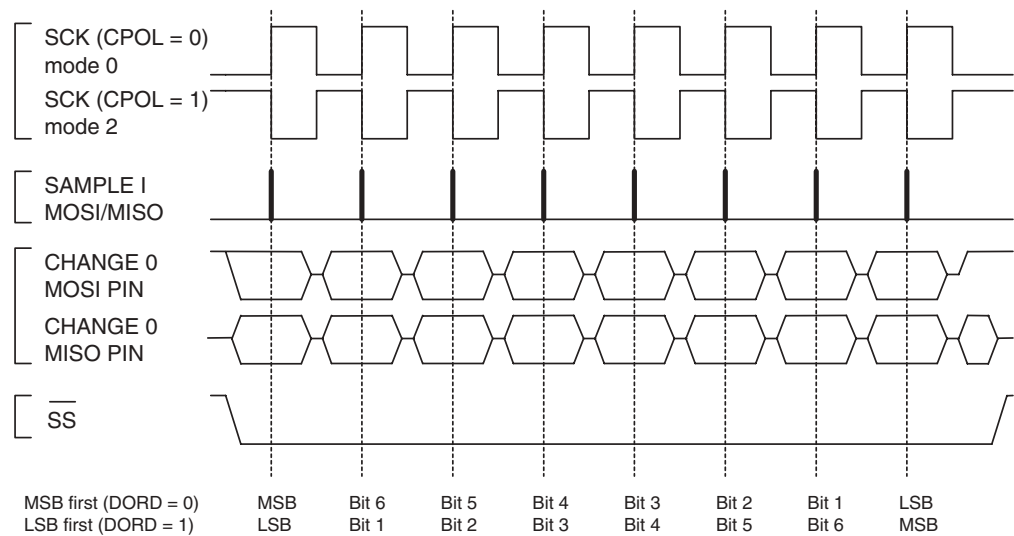 SCK (CPOL = 0)
mode 0
SCK (CPOL = 1)
mode 2
SAMPLE I
MOSI/MISO
CHANGE 0
MOSI PIN
CHANGE 0
MISO PIN
SS
MSB first (DORD = 0) MSB Bit 6 Bit 5 Bit 4 Bit 3 Bit 2 Bit 1 LSB
LSB first (DORD = 1) LSB Bit 1 Bit 2 Bit 3 Bit 4 Bit 5 Bit 6 MSB